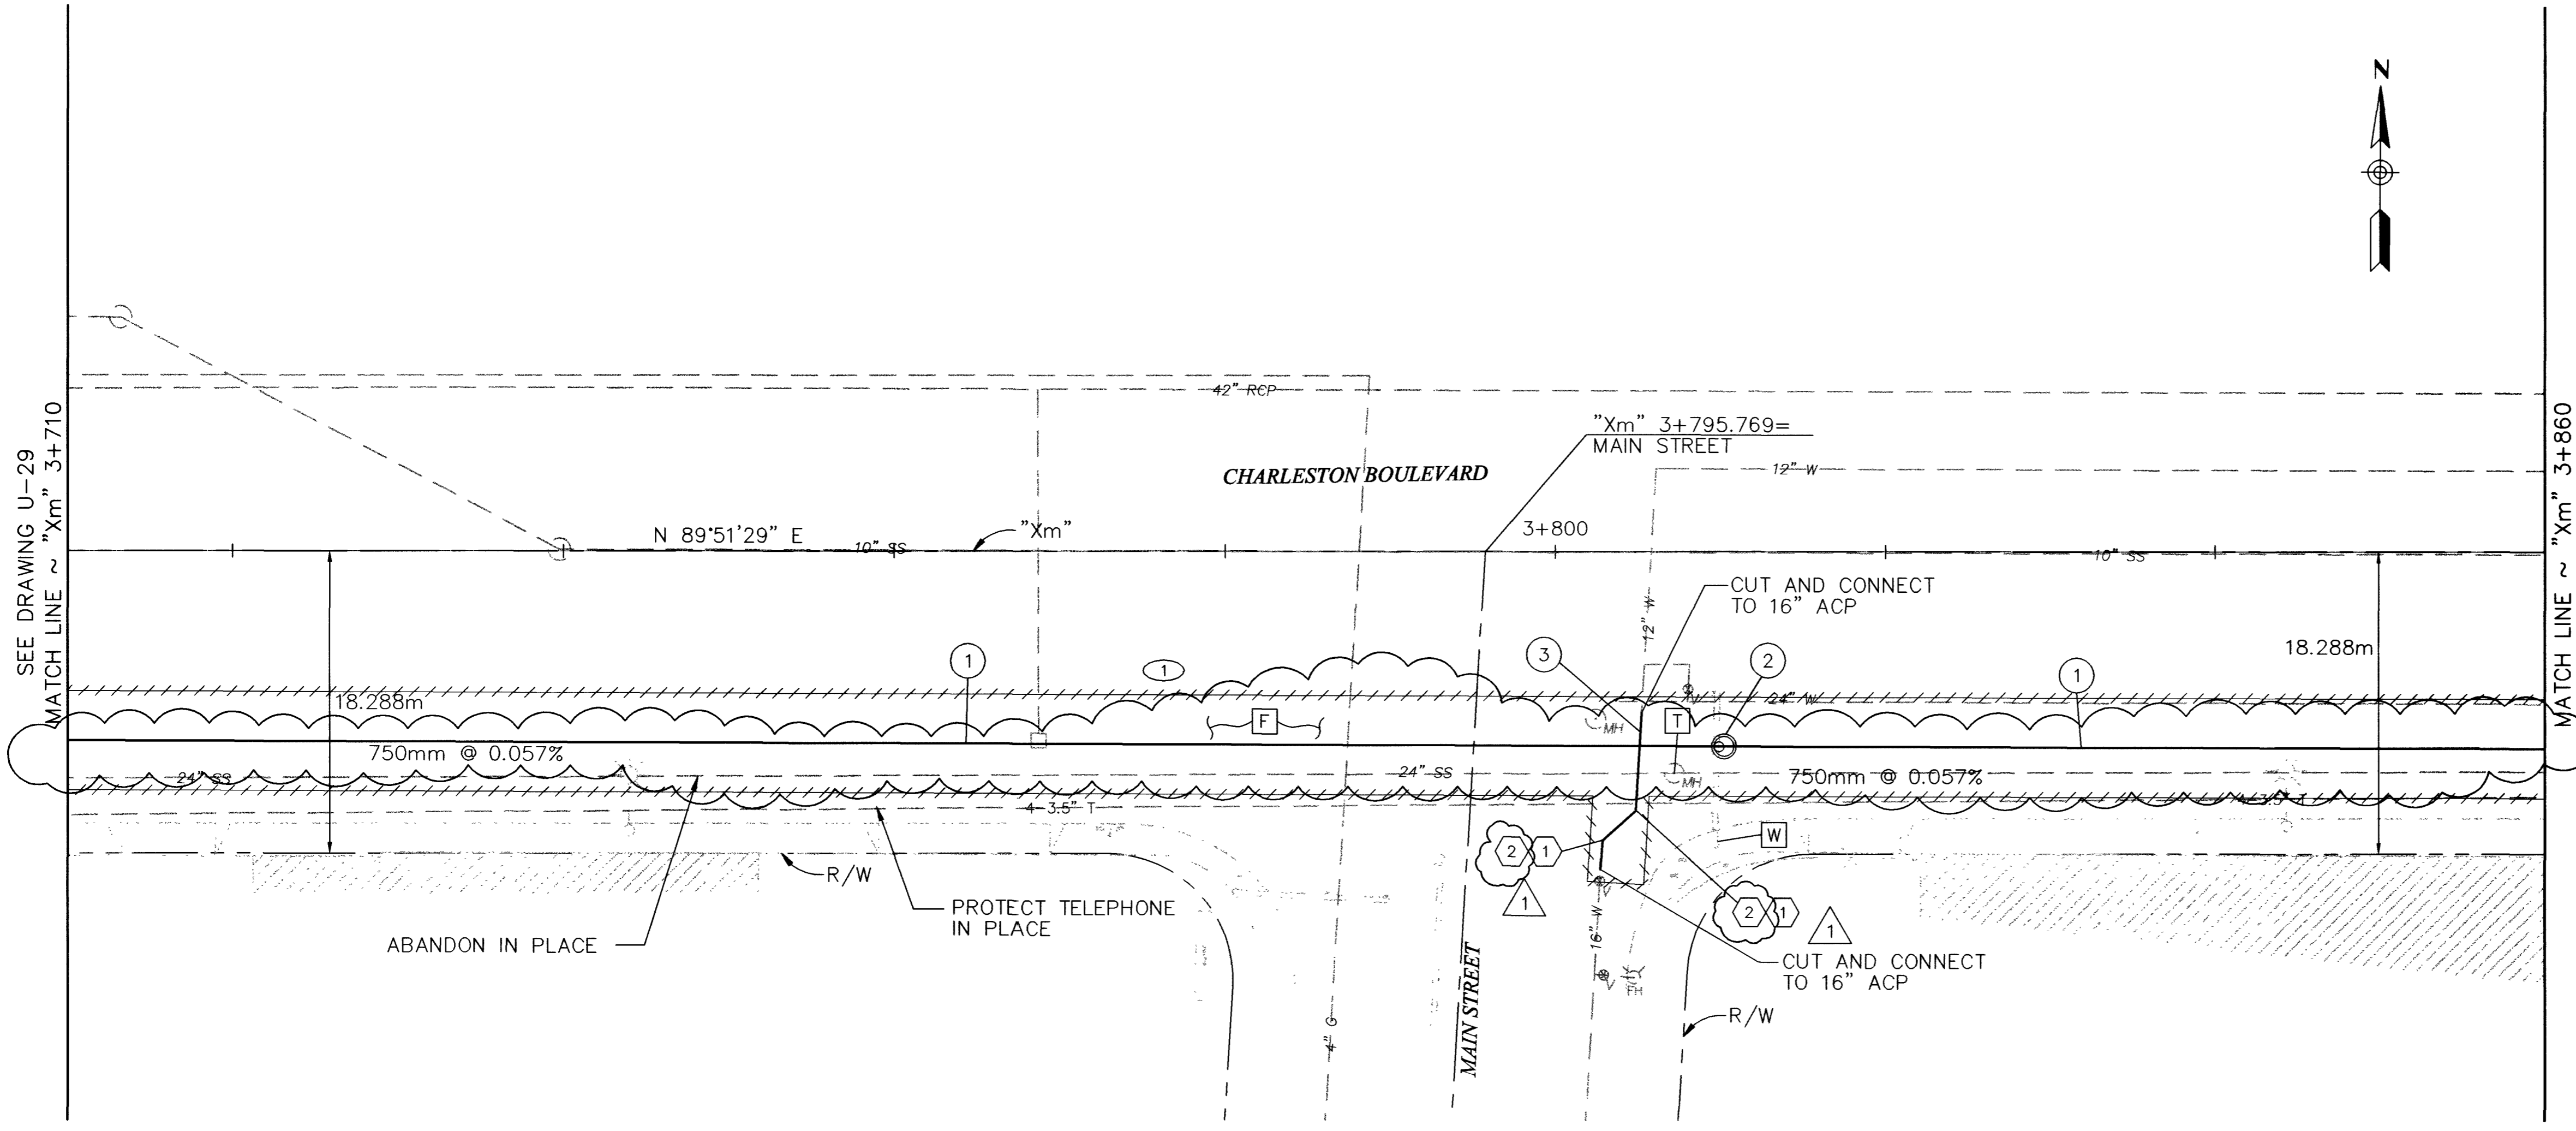 N
SEE DRAWING U-29
MATCH LINE ~ "Xm" 3+710
MATCH LINE ~ "Xm" 3+860
42" RCP
"Xm" 3+795.769=
MAIN STREET
CHARLESTON BOULEVARD
12" W
N 89°51'29" E
10" SS
"Xm"
3+800
10" SS
CUT AND CONNECT
TO 16" ACP
12" W
18.288m
1
1
3
2
1
18.288m
24" W
F
MH
T
750mm @ 0.057%
24" SS
24" SS
MH
750mm @ 0.057%
4-3.5" T
W
2
1
1
R/W
PROTECT TELEPHONE
IN PLACE
ABANDON IN PLACE
2
1
1
16" W
V
FH
CUT AND CONNECT
TO 16" ACP
R/W
4" G
MAIN STREET